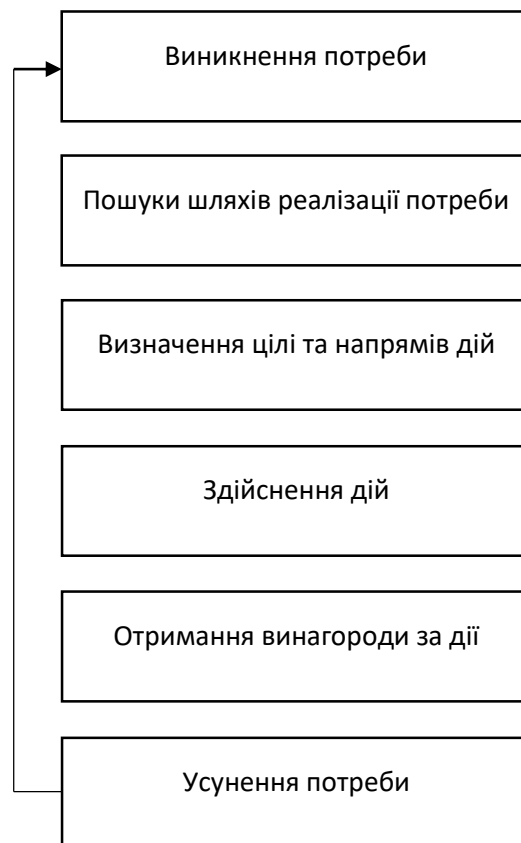 Виникнення потреби
Пошуки шляхів реалізації потреби
Визначення цілі та напрямів дій
Здійснення дій
Отримання винагороди за дії
Усунення потреби